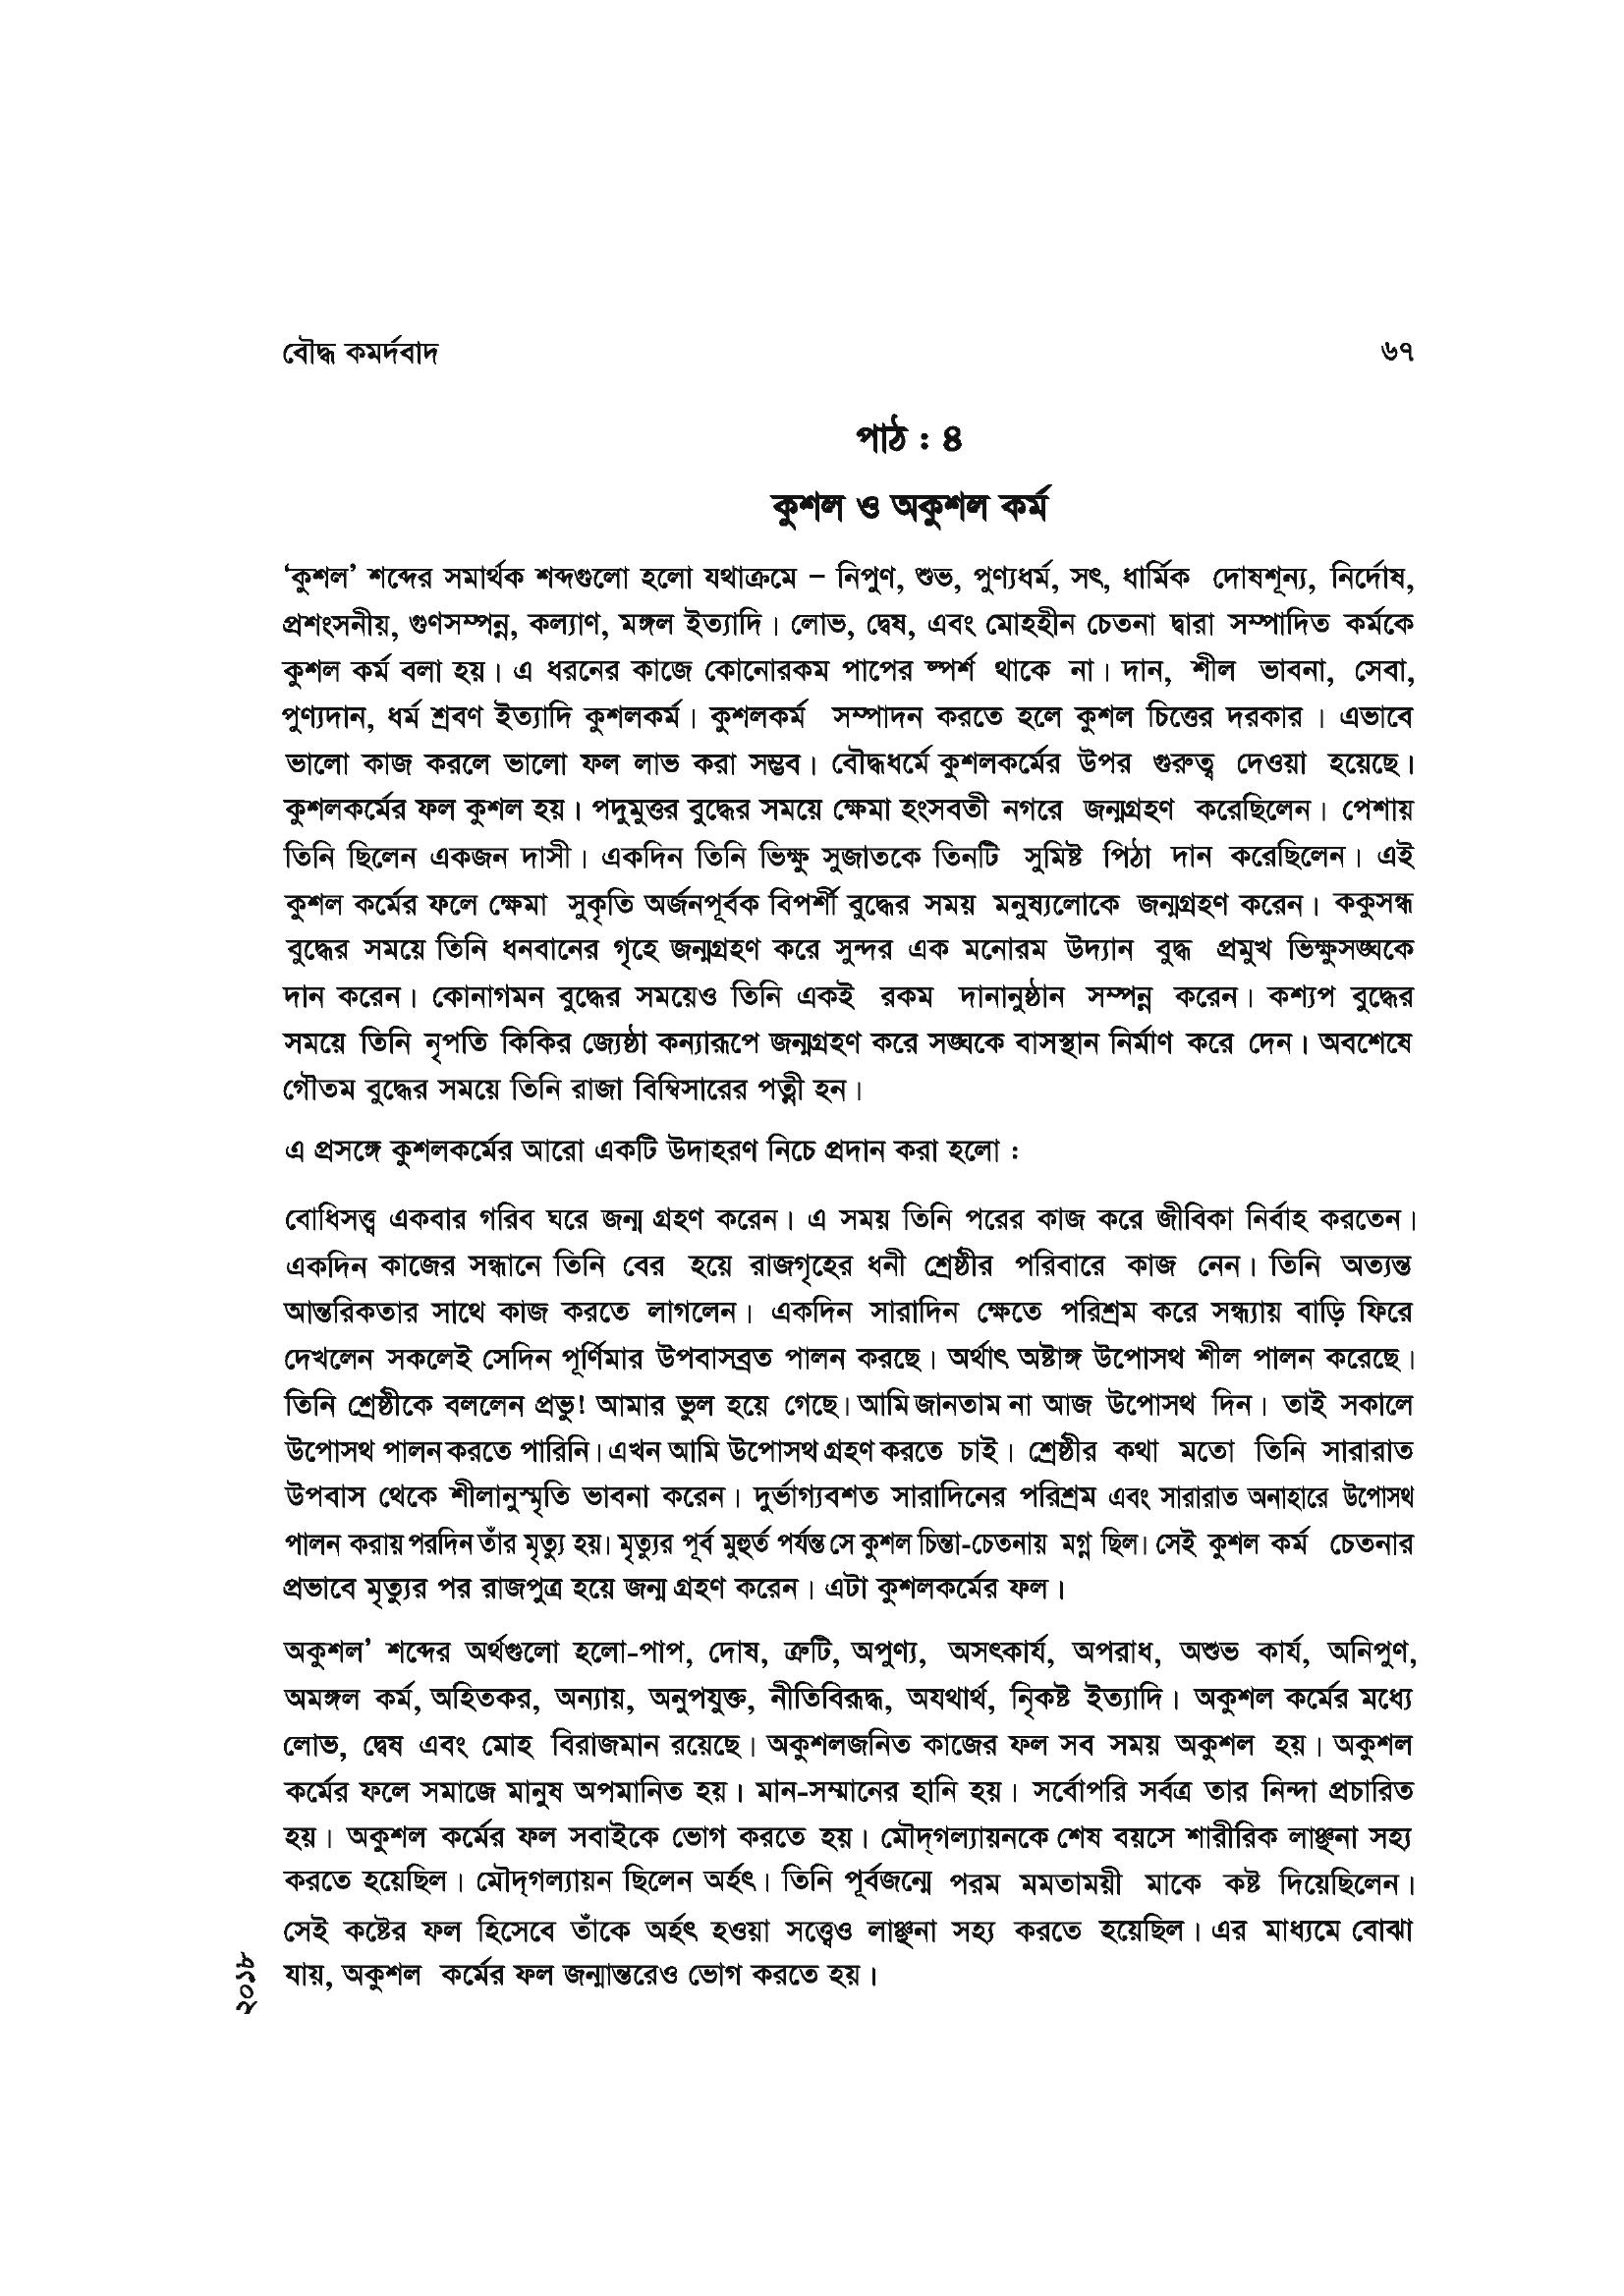 বৌদ্ধ কমর্দবাদ ৬৭
পাঠ : ৪
কুশল ও অকুশল কর্ম
‘কুশল’ শব্দের সমার্থক শব্দগুলো হলো যথাক্রমে – নিপুণ, শুভ, পুণ্যধর্ম, সৎ, ধার্মিক দোষশূন্য, নির্দোষ,
প্রশংসনীয়, গুণসম্পন্ন, কল্যাণ, মঙ্গল ইত্যাদি। লোভ, দ্বেষ, এবং মোহহীন চেতনা দ্বারা সম্পাদিত কর্মকে
কুশল কর্ম বলা হয়। এ ধরনের কাজে কোনোরকম পাপের স্পর্শ থাকে না। দান, শীল ভাবনা, সেবা,
পুণ্যদান, ধর্ম শ্রবণ ইত্যাদি কুশলকর্ম। কুশলকর্ম সম্পাদন করতে হলে কুশল চিত্তের দরকার । এভাবে
ভালো কাজ করলে ভালো ফল লাভ করা সম্ভব। বৌদ্ধধর্মে কুশলকর্মের উপর গুরুত্ব দেওয়া হয়েছে।
কুশলকর্মের ফল কুশল হয়। পদুমুত্তর বুদ্ধের সময়ে ক্ষেমা হংসবতী নগরে জন্মগ্রহণ করেছিলেন। পেশায়
তিনি ছিলেন একজন দাসী। একদিন তিনি ভিক্ষু সুজাতকে তিনটি সুমিষ্ট পিঠা দান করেছিলেন। এই
কুশল কর্মের ফলে ক্ষেমা সুকৃতি অর্জনপূর্বক বিপর্শী বুদ্ধের সময় মনুষ্যলোকে জন্মগ্রহণ করেন। ককুসন্ধ
বুদ্ধের সময়ে তিনি ধনবানের গৃহে জন্মগ্রহণ করে সুন্দর এক মনোরম উদ্যান বুদ্ধ প্রমুখ ভিক্ষুসঙ্ঘকে
দান করেন। কোনাগমন বুদ্ধের সময়েও তিনি একই রকম দানানুষ্ঠান সম্পন্ন করেন। কশ্যপ বুদ্ধের
সময়ে তিনি নৃপতি কিকির জ্যেষ্ঠা কন্যারূপে জন্মগ্রহণ করে সঙ্ঘকে বাসস্থান নির্মাণ করে দেন। অবশেষে
গৌতম বুদ্ধের সময়ে তিনি রাজা বিম্বিসারের পত্নী হন।
এ প্রসঙ্গে কুশলকর্মের আরো একটি উদাহরণ নিচে প্রদান করা হলো :
বোধিসত্ত্ব একবার গরিব ঘরে জন্ম গ্রহণ করেন। এ সময় তিনি পরের কাজ করে জীবিকা নির্বাহ করতেন।
একদিন কাজের সন্ধানে তিনি বের হয়ে রাজগৃহের ধনী শ্রেষ্ঠীর পরিবারে কাজ নেন। তিনি অত্যন্ত
আন্তরিকতার সাথে কাজ করতে লাগলেন। একদিন সারাদিন ক্ষেতে পরিশ্রম করে সন্ধ্যায় বাড়ি ফিরে
দেখলেন সকলেই সেদিন পূর্ণিমার উপবাসব্রত পালন করছে। অর্থাৎ অষ্টাঙ্গ উপোসথ শীল পালন করেছে।
তিনি শ্রেষ্ঠীকে বললেন প্রভু! আমার ভুল হয়ে গেছে। আমি জানতাম না আজ উপোসথ দিন। তাই সকালে
উপোসথ পালন করতে পারিনি। এখন আমি উপোসথ গ্রহণ করতে চাই। শ্রেষ্ঠীর কথা মতো তিনি সারারাত
উপবাস থেকে শীলানুস্মৃতি ভাবনা করেন। দুর্ভাগ্যবশত সারাদিনের পরিশ্রম এবং সারারাত অনাহারে উপোসথ
পালন করায় পরদিন তাঁর মৃত্যু হয়। মৃত্যুর পূর্ব মুহুর্ত পর্যন্ত সে কুশল চিন্তা-চেতনায় মগ্ন ছিল। সেই কুশল কর্ম চেতনার
প্রভাবে মৃত্যুর পর রাজপুত্র হয়ে জন্ম গ্রহণ করেন। এটা কুশলকর্মের ফল।
অকুশল’ শব্দের অর্থগুলো হলো-পাপ, দোষ, ত্রুটি, অপুণ্য, অসৎকার্য, অপরাধ, অশুভ কার্য, অনিপুণ,
অমঙ্গল কর্ম, অহিতকর, অন্যায়, অনুপযুক্ত, নীতিবিরূদ্ধ, অযথার্থ, নিৃকষ্ট ইত্যাদি। অকুশল কর্মের মধ্যে
লোভ, দ্বেষ এবং মোহ বিরাজমান রয়েছে। অকুশলজনিত কাজের ফল সব সময় অকুশল হয়। অকুশল
কর্মের ফলে সমাজে মানুষ অপমানিত হয়। মান-সম্মানের হানি হয়। সর্বোপরি সর্বত্র তার নিন্দা প্রচারিত
হয়। অকুশল কর্মের ফল সবাইকে ভোগ করতে হয়। মৌদ্‌গল্যায়নকে শেষ বয়সে শারীরিক লাঞ্ছনা সহ্য
করতে হয়েছিল। মৌদ্‌গল্যায়ন ছিলেন অর্হৎ। তিনি পূর্বজন্মে পরম মমতাময়ী মাকে কষ্ট দিয়েছিলেন।
সেই কষ্টের ফল হিসেবে তাঁকে অর্হৎ হওয়া সত্ত্বেও লাঞ্ছনা সহ্য করতে হয়েছিল। এর মাধ্যমে বোঝা
যায়, অকুশল কর্মের ফল জন্মান্তরেও ভোগ করতে হয়।
২০১৮